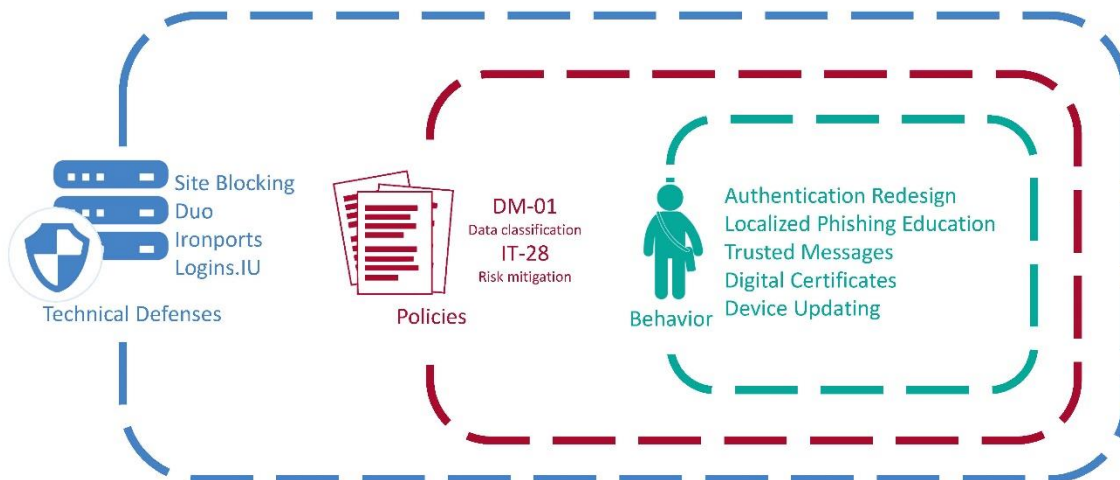 Site Blocking
Duo
Ironports
Logins.IU
Technical Defenses
DM-01
Data classification
IT-28
Risk mitigation
Policies
Authentication Redesign
Localized Phishing Education
Trusted Messages
Digital Certificates
Device Updating
Behavior